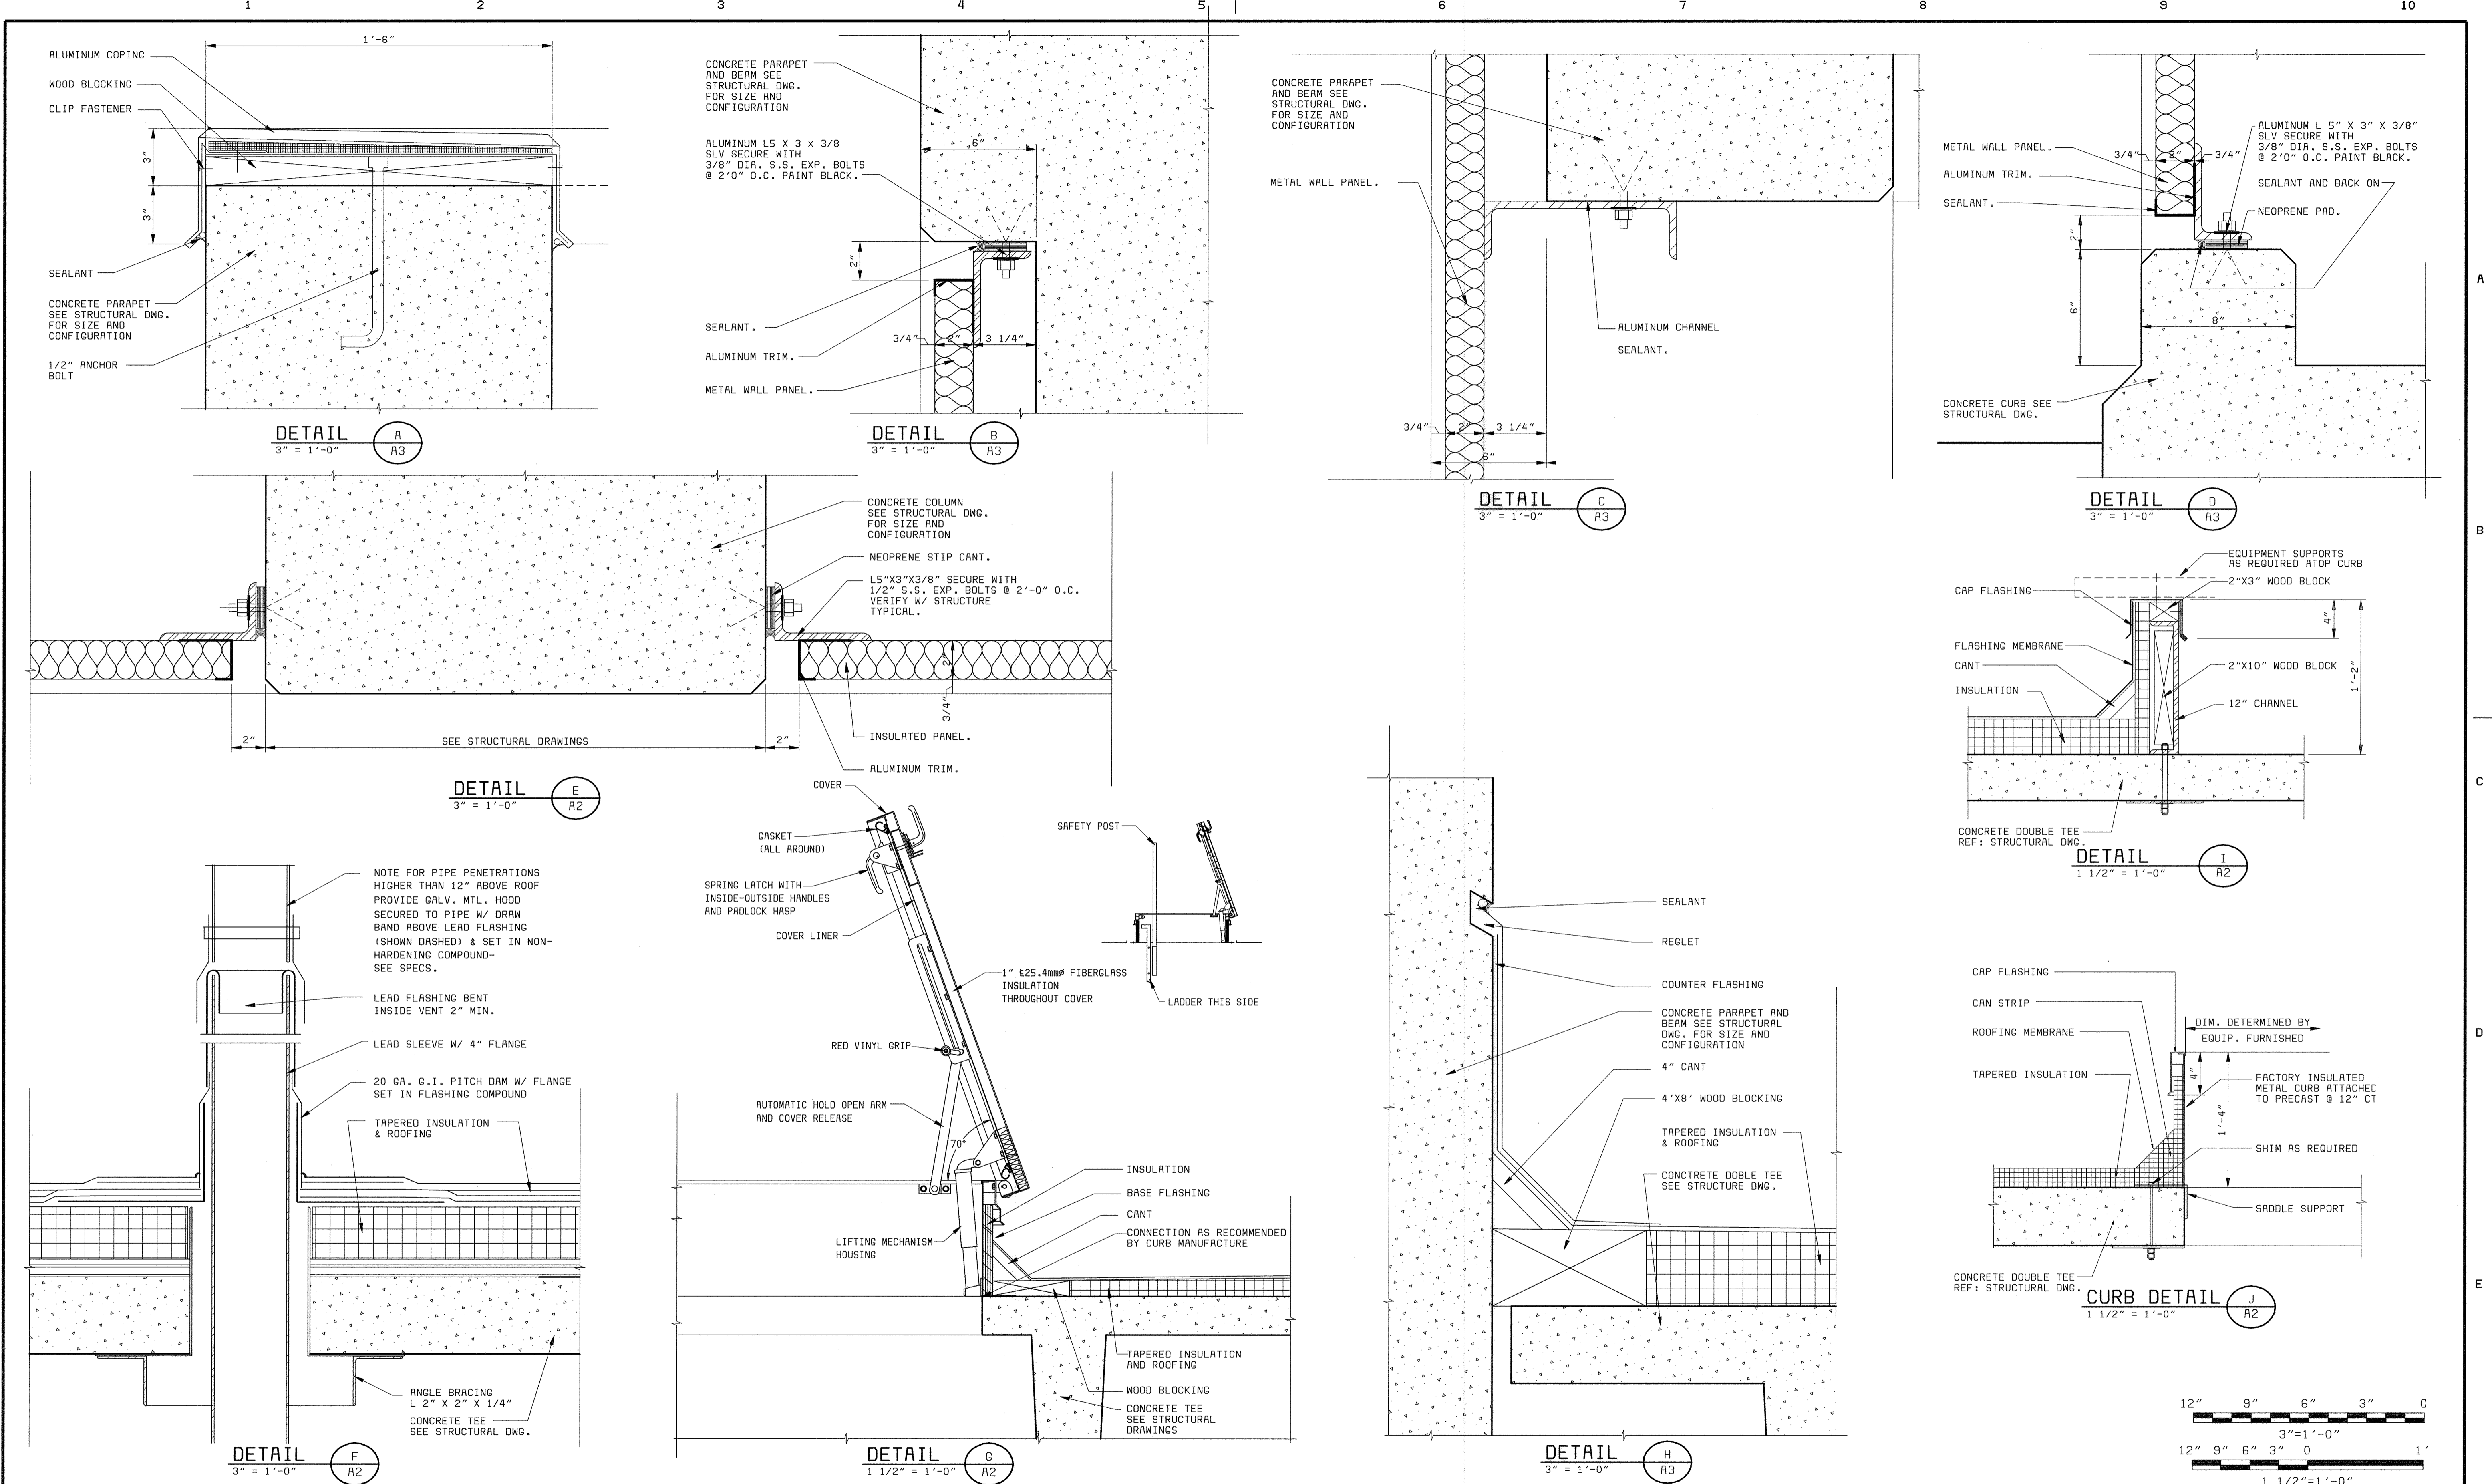 1 2 3 4 5 6 7 8 9 10
ALUMINUM COPING
WOOD BLOCKING
CLIP FASTENER
1'-6"
3"
3"
SEALANT
CONCRETE PARAPET
SEE STRUCTURAL DWG.
FOR SIZE AND
CONFIGURATION
1/2" ANCHOR
BOLT
DETAIL
3" = 1'-0"
A
A3
CONCRETE PARAPET
AND BEAM SEE
STRUCTURAL DWG.
FOR SIZE AND
CONFIGURATION
ALUMINUM L5 X 3 x 3/8
SLV SECURE WITH
3/8" DIA. S.S. EXP. BOLTS
@ 2'0" O.C. PAINT BLACK.
6"
2"
SEALANT.
3/4" 2" 3 1/4"
ALUMINUM TRIM.
METAL WALL PANEL.
DETAIL
3" = 1'-0"
B
A3
CONCRETE PARAPET
AND BEAM SEE
STRUCTURAL DWG.
FOR SIZE AND
CONFIGURATION
METAL WALL PANEL.
ALUMINUM CHANNEL
SEALANT.
3/4" 2" 3 1/4"
6"
DETAIL
3" = 1'-0"
C
A3
ALUMINUM L 5" X 3" X 3/8"
SLV SECURE WITH
3/8" DIA. S.S. EXP. BOLTS
@ 2'0" O.C. PAINT BLACK.
METAL WALL PANEL.
3/4" 2" 3/4"
ALUMINUM TRIM.
SEALANT AND BACK ON
SEALANT.
NEOPRENE PAD.
2"
6"
8"
CONCRETE CURB SEE
STRUCTURAL DWG.
DETAIL
3" = 1'-0"
D
A3
A
B
C
D
E
CONCRETE COLUMN
SEE STRUCTURAL DWG.
FOR SIZE AND
CONFIGURATION
NEOPRENE STIP CANT.
L5"X3"X3/8" SECURE WITH
1/2" S.S. EXP. BOLTS @ 2'-0" O.C.
VERIFY W/ STRUCTURE
TYPICAL.
2"
3/4"
2" SEE STRUCTURAL DRAWINGS 2"
INSULATED PANEL.
ALUMINUM TRIM.
DETAIL
3" = 1'-0"
E
A2
EQUIPMENT SUPPORTS
AS REQUIRED ATOP CURB
2"X3" WOOD BLOCK
CAP FLASHING
4"
FLASHING MEMBRANE
CANT
2"X10" WOOD BLOCK
1'-2"
INSULATION
12" CHANNEL
CONCRETE DOUBLE TEE
REF: STRUCTURAL DWG.
DETAIL
1 1/2" = 1'-0"
I
A2
NOTE FOR PIPE PENETRATIONS
HIGHER THAN 12" ABOVE ROOF
PROVIDE GALV. MTL. HOOD
SECURED TO PIPE W/ DRAW
BAND ABOVE LEAD FLASHING
(SHOWN DASHED) & SET IN NON-
HARDENING COMPOUND-
SEE SPECS.
LEAD FLASHING BENT
INSIDE VENT 2" MIN.
LEAD SLEEVE W/ 4" FLANGE
20 GA. G.I. PITCH DAM W/ FLANGE
SET IN FLASHING COMPOUND
TAPERED INSULATION
& ROOFING
ANGLE BRACING
L 2" X 2" X 1/4"
CONCRETE TEE
SEE STRUCTURAL DWG.
DETAIL
3" = 1'-0"
F
A2
COVER
GASKET
(ALL AROUND)
SPRING LATCH WITH
INSIDE-OUTSIDE HANDLES
AND PADLOCK HASP
COVER LINER
SAFETY POST
1" ₤25.4mmø FIBERGLASS
INSULATION
THROUGHOUT COVER
LADDER THIS SIDE
RED VINYL GRIP
AUTOMATIC HOLD OPEN ARM
AND COVER RELEASE
70°
INSULATION
BASE FLASHING
CANT
CONNECTION AS RECOMMENDED
BY CURB MANUFACTURE
LIFTING MECHANISM
HOUSING
TAPERED INSULATION
AND ROOFING
WOOD BLOCKING
CONCRETE TEE
SEE STRUCTURAL
DRAWINGS
DETAIL
1 1/2" = 1'-0"
G
A2
SEALANT
REGLET
COUNTER FLASHING
CONCRETE PARAPET AND
BEAM SEE STRUCTURAL
DWG. FOR SIZE AND
CONFIGURATION
4" CANT
4'X8' WOOD BLOCKING
TAPERED INSULATION
& ROOFING
CONCRETE DOBLE TEE
SEE STRUCTURE DWG.
DETAIL
3" = 1'-0"
H
A3
CAP FLASHING
CAN STRIP
ROOFING MEMBRANE
DIM. DETERMINED BY
EQUIP. FURNISHED
TAPERED INSULATION
4"
1'-4"
FACTORY INSULATED
METAL CURB ATTACHED
TO PRECAST @ 12" CT
SHIM AS REQUIRED
SADDLE SUPPORT
CONCRETE DOUBLE TEE
REF: STRUCTURAL DWG.
CURB DETAIL
1 1/2" = 1'-0"
J
A2
12" 9" 6" 3" 0
3"=1'-0"
12" 9" 6" 3" 0 1'
1 1/2"=1'-0"